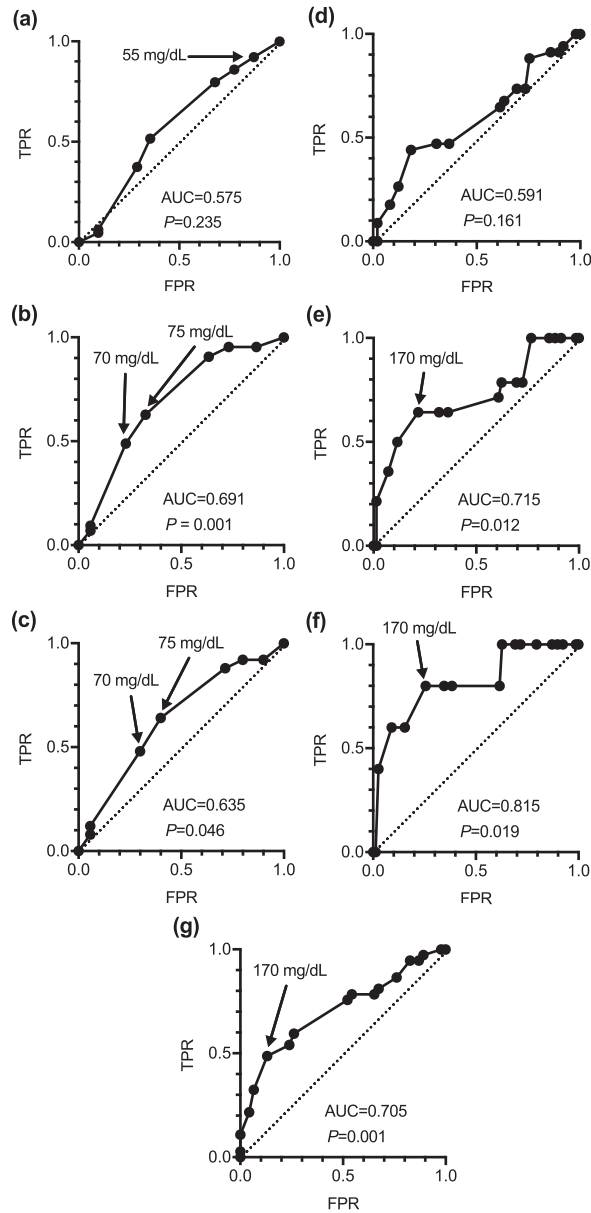 (a)
1.0
55 mg/dL
TPR
0.5
AUC=0.575
P=0.235
0.0
0.0
0.5
1.0
FPR
(d)
1.0
TPR
0.5
AUC=0.591
P=0.161
0.0
0.0
0.5
1.0
FPR
(b)
75 mg/dL
1.0
70 mg/dL
TPR
0.5
AUC=0.691
P = 0.001
0.0
0.0
0.5
1.0
FPR
(e)
1.0
170 mg/dL
TPR
0.5
AUC=0.715
P=0.012
0.0
0.0
0.5
1.0
FPR
(c)
75 mg/dL
1.0
70 mg/dL
TPR
0.5
AUC=0.635
P=0.046
0.0
0.0
0.5
1.0
FPR
(f)
170 mg/dL
1.0
TPR
0.5
AUC=0.815
P=0.019
0.0
0.0
0.5
1.0
FPR
(g)
1.0
170 mg/dL
TPR
0.5
AUC=0.705
P=0.001
0.0
0.0
0.5
1.0
FPR